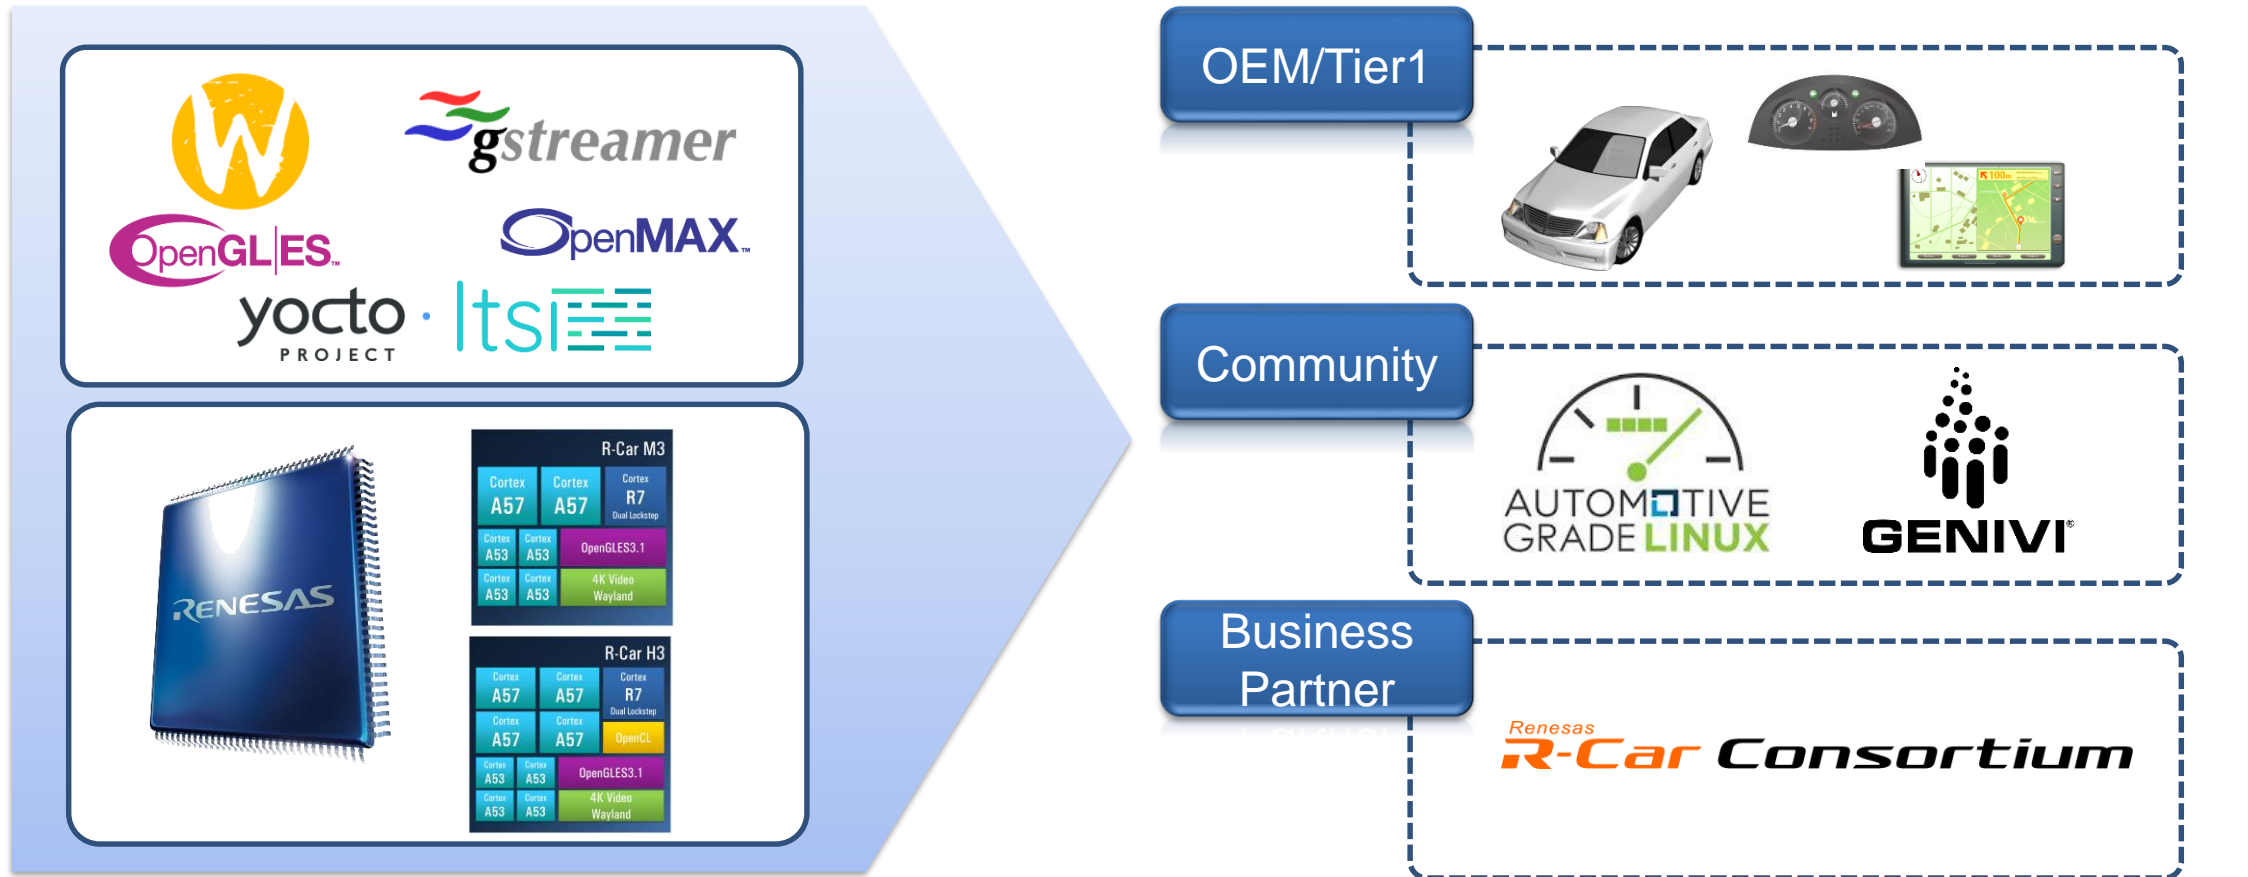 W
gstreamer
OpenGL|ES™
OpenMAX™
yocto
PROJECT
ltsi
RENESAS
R-Car M3
Cortex
A57
Cortex
A57
Cortex
R7
Dual Lockstep
Cortex
A53
Cortex
A53
OpenGLES3.1
Cortex
A53
Cortex
A53
4K Video
Wayland
R-Car H3
Cortex
A57
Cortex
A57
Cortex
R7
Dual Lockstep
Cortex
A57
Cortex
A57
OpenCL
Cortex
A53
Cortex
A53
OpenGLES3.1
Cortex
A53
Cortex
A53
4K Video
Wayland
OEM/Tier1
100m
Community
AUTOMOTIVE
GRADE LINUX
GENIVI®
Business
Partner
Renesas
R-Car Consortium